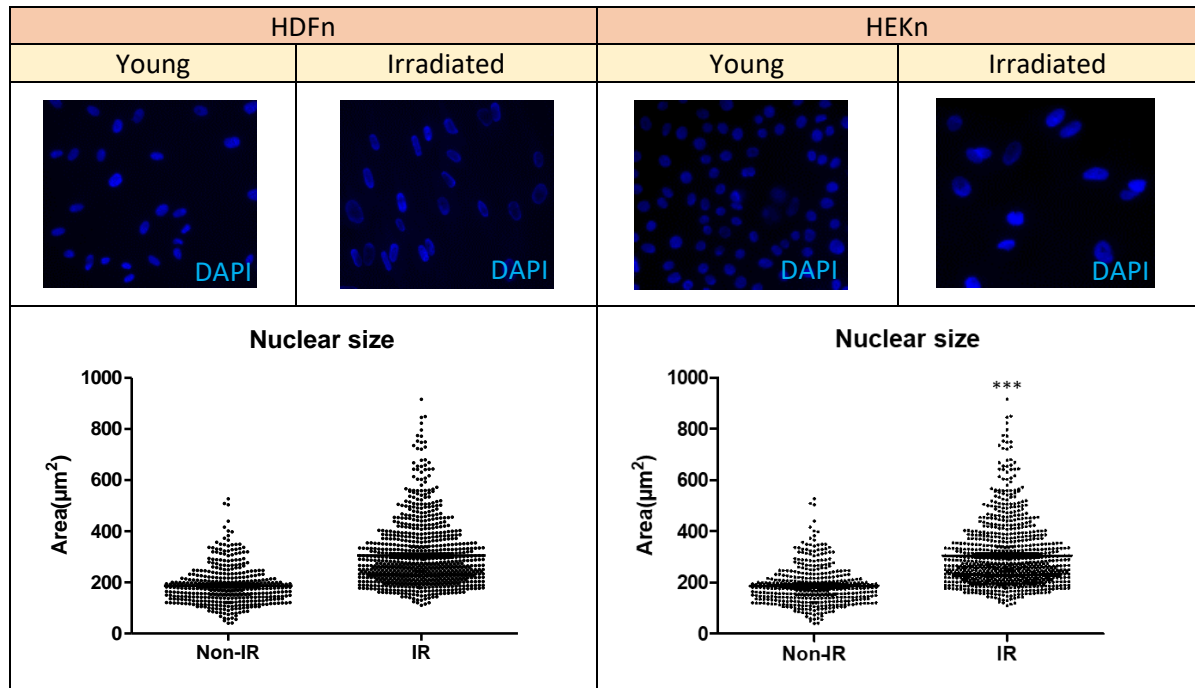 HDFn
HEKn
Young
Irradiated
Young
Irradiated
DAPI
DAPI
DAPI
DAPI
Nuclear size
1000
800
600
400
200
0
Area(µm²)
Non-IR
IR
Nuclear size
1000
800
600
400
200
0
Area(µm²)
***
Non-IR
IR